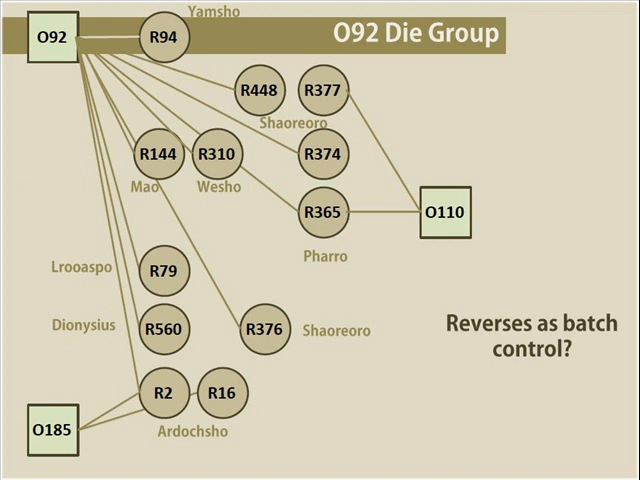 Yamsho
O92
R94
O92 Die Group
R448
R377
Shaoreoro
R144
R310
R374
Mao
Wesho
R365
O110
Pharro
Lrooaspo
R79
Dionysius
R560
R376
Shaoreoro
Reverses as batch
control?
R2
R16
O185
Ardochsho